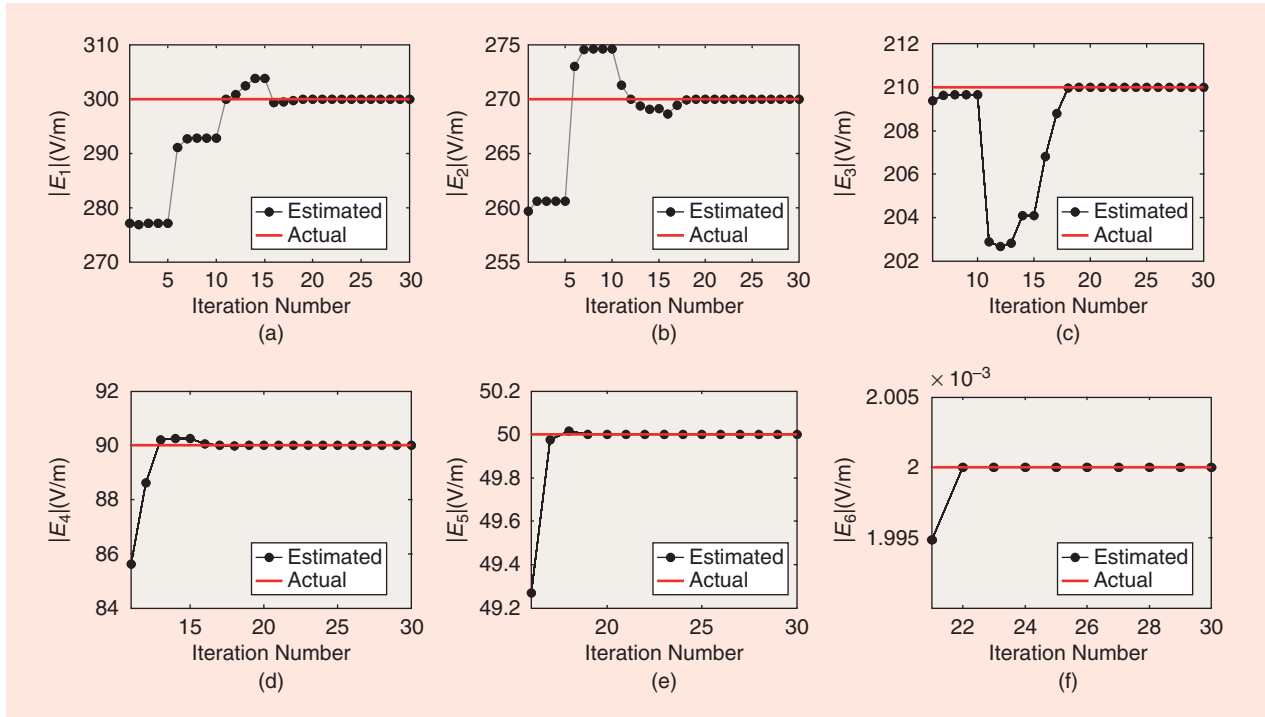 310
300
290
280
270
|E1|(V/m)
5 10 15 20 25 30
Iteration Number
(a)
Estimated
Actual
275
270
265
260
255
|E2|(V/m)
5 10 15 20 25 30
Iteration Number
(b)
Estimated
Actual
212
210
208
206
204
202
|E3|(V/m)
10 15 20 25 30
Iteration Number
(c)
Estimated
Actual
92
90
88
86
84
|E4|(V/m)
15 20 25 30
Iteration Number
(d)
Estimated
Actual
50.2
50
49.8
49.6
49.4
49.2
|E5|(V/m)
20 25 30
Iteration Number
(e)
Estimated
Actual
× 10–3
2.005
2
1.995
|E6|(V/m)
22 24 26 28 30
Iteration Number
(f)
Estimated
Actual